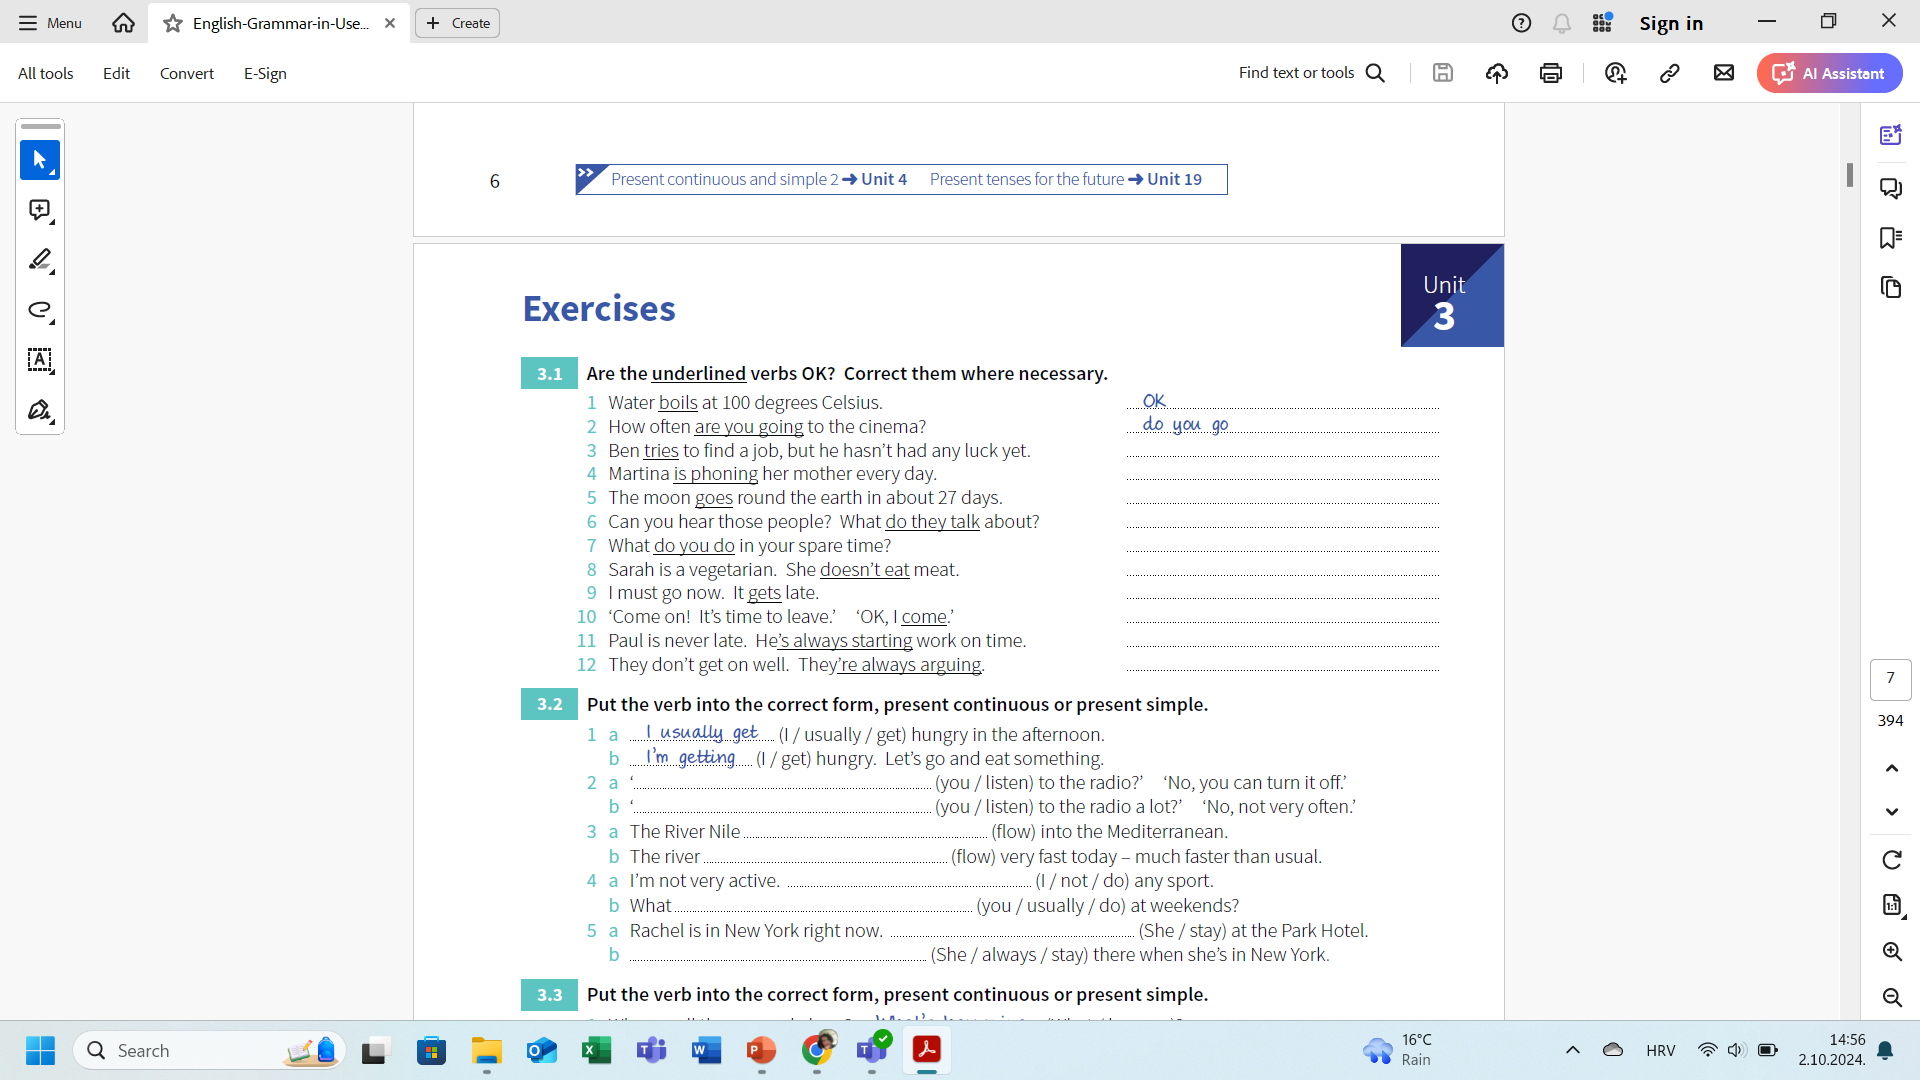 Menu
English-Grammar-in-Use...
Create
Sign in
All tools
Edit
Convert
E-Sign
Find text or tools
AI Assistant
6
Present continuous and simple 2 ➜ Unit 4 Present tenses for the future ➜ Unit 19
Unit
3
Exercises
3.1 Are the underlined verbs OK? Correct them where necessary.
1 Water boils at 100 degrees Celsius. OK
2 How often are you going to the cinema? do you go
3 Ben tries to find a job, but he hasn't had any luck yet.
4 Martina is phoning her mother every day.
5 The moon goes round the earth in about 27 days.
6 Can you hear those people? What do they talk about?
7 What do you do in your spare time?
8 Sarah is a vegetarian. She doesn't eat meat.
9 I must go now. It gets late.
10 'Come on! It's time to leave.' 'OK, I come.'
11 Paul is never late. He's always starting work on time.
12 They don't get on well. They're always arguing.
3.2 Put the verb into the correct form, present continuous or present simple.
1 a I usually get (I / usually / get) hungry in the afternoon.
b I'm getting (I / get) hungry. Let's go and eat something.
2 a '.......... (you / listen) to the radio?' 'No, you can turn it off.'
b '.......... (you / listen) to the radio a lot?' 'No, not very often.'
3 a The River Nile .......... (flow) into the Mediterranean.
b The river .......... (flow) very fast today – much faster than usual.
4 a I'm not very active. .......... (I / not / do) any sport.
b What .......... (you / usually / do) at weekends?
5 a Rachel is in New York right now. .......... (She / stay) at the Park Hotel.
b .......... (She / always / stay) there when she's in New York.
3.3 Put the verb into the correct form, present continuous or present simple.
7
394
Search
16°C
Rain
HRV
14:56
2.10.2024.